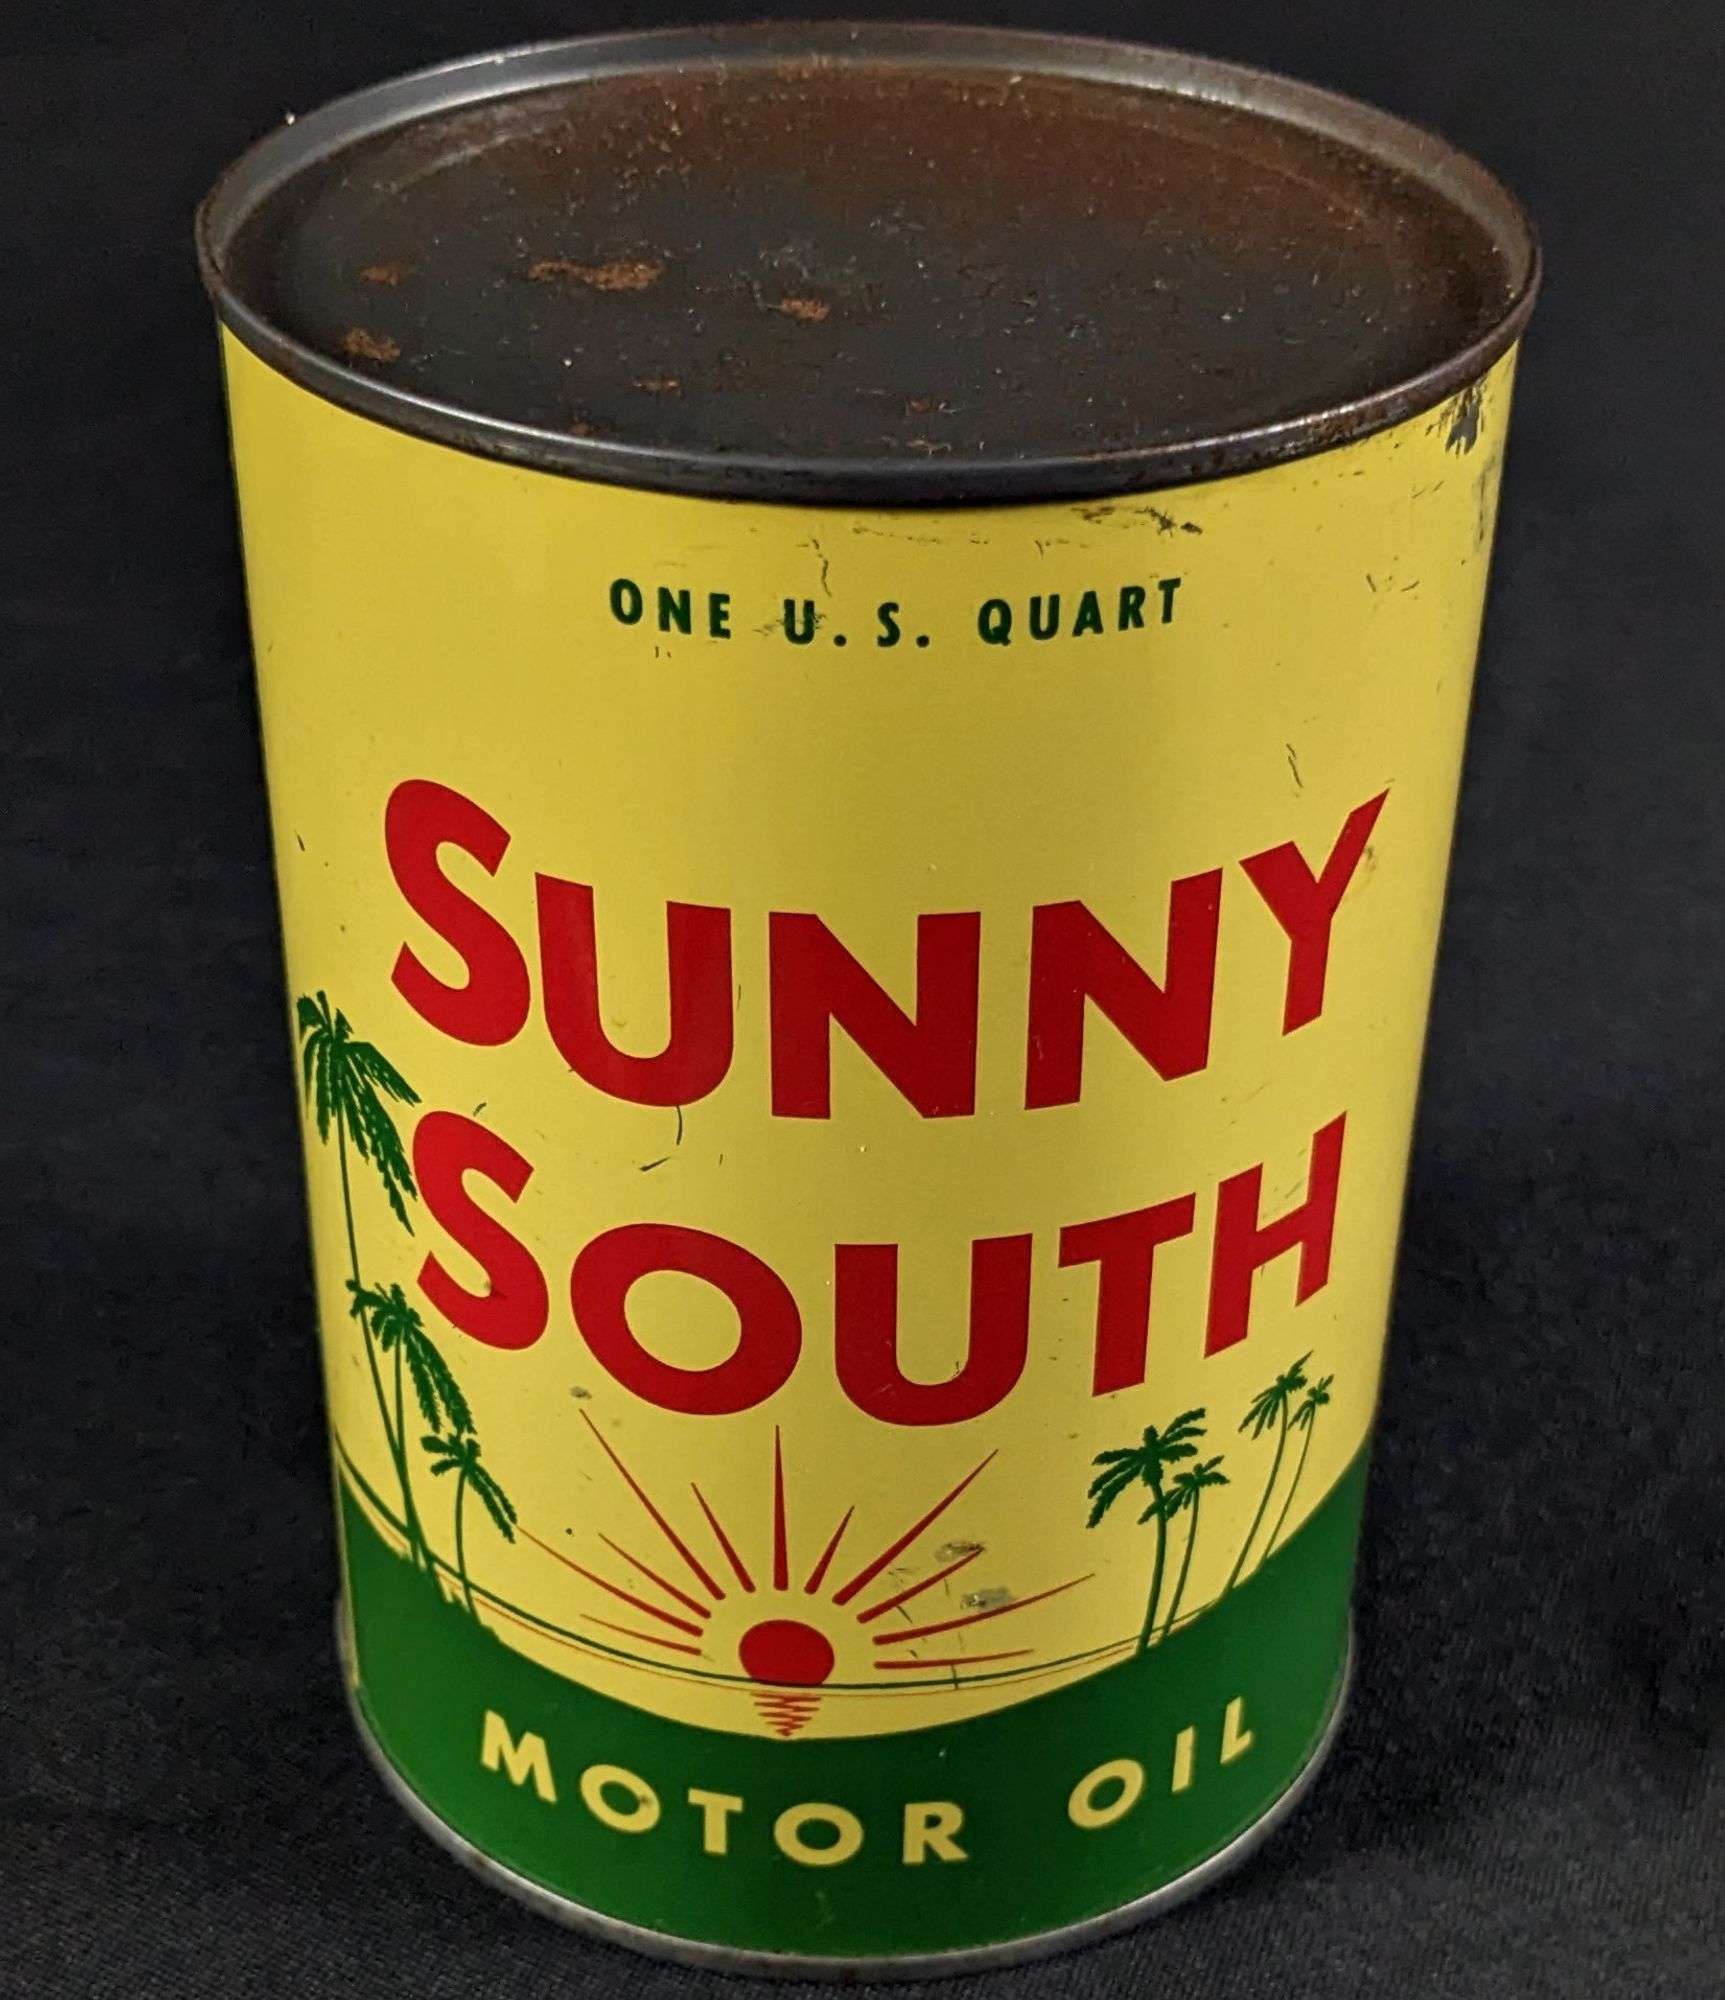 ONE U.S. QUART
SUNNY
SOUTH
MOTOR OIL